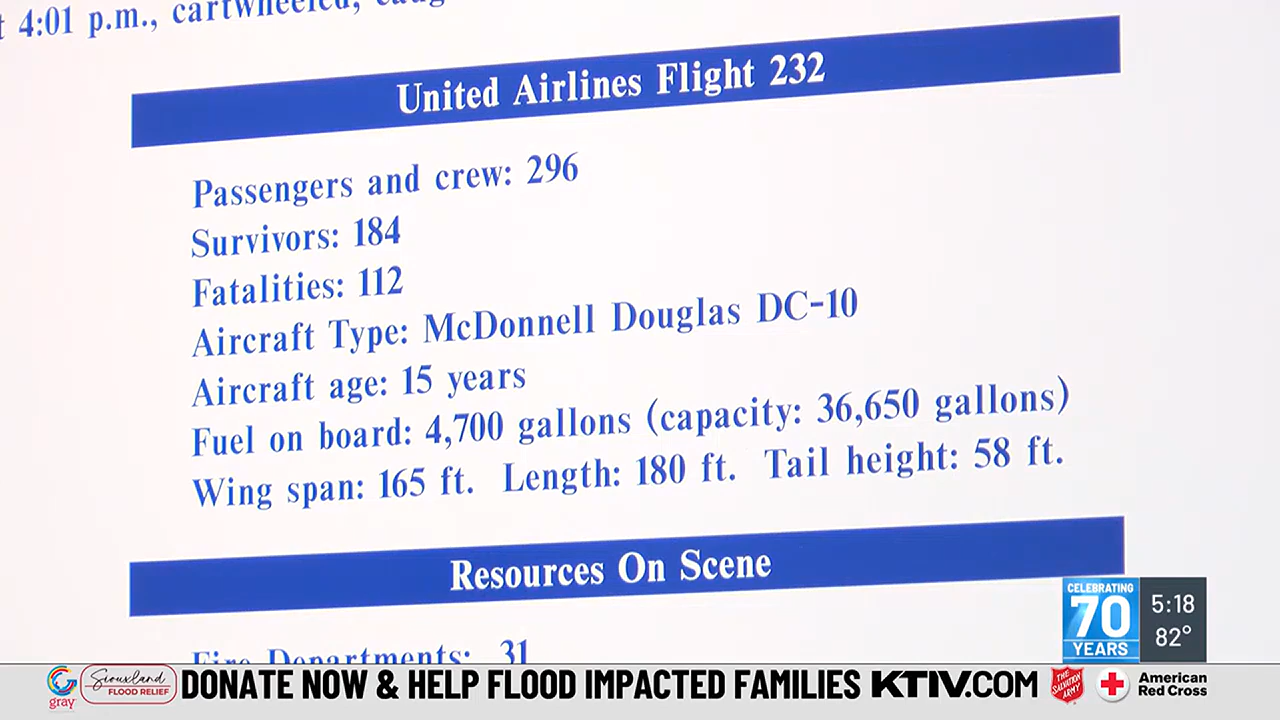 4:01 p.m., cartwheeled,
United Airlines Flight 232
Passengers and crew: 296
Survivors: 184
Fatalities: 112
Aircraft Type: McDonnell Douglas DC-10
Aircraft age: 15 years
Fuel on board: 4,700 gallons (capacity: 36,650 gallons)
Wing span: 165 ft. Length: 180 ft. Tail height: 58 ft.
Resources On Scene
Fire Departments: 31
CELEBRATING
70
YEARS
5:18
82°
gray
Siouxland
FLOOD RELIEF
DONATE NOW & HELP FLOOD IMPACTED FAMILIES KTIV.COM
THE
SALVATION
ARMY
American
Red Cross